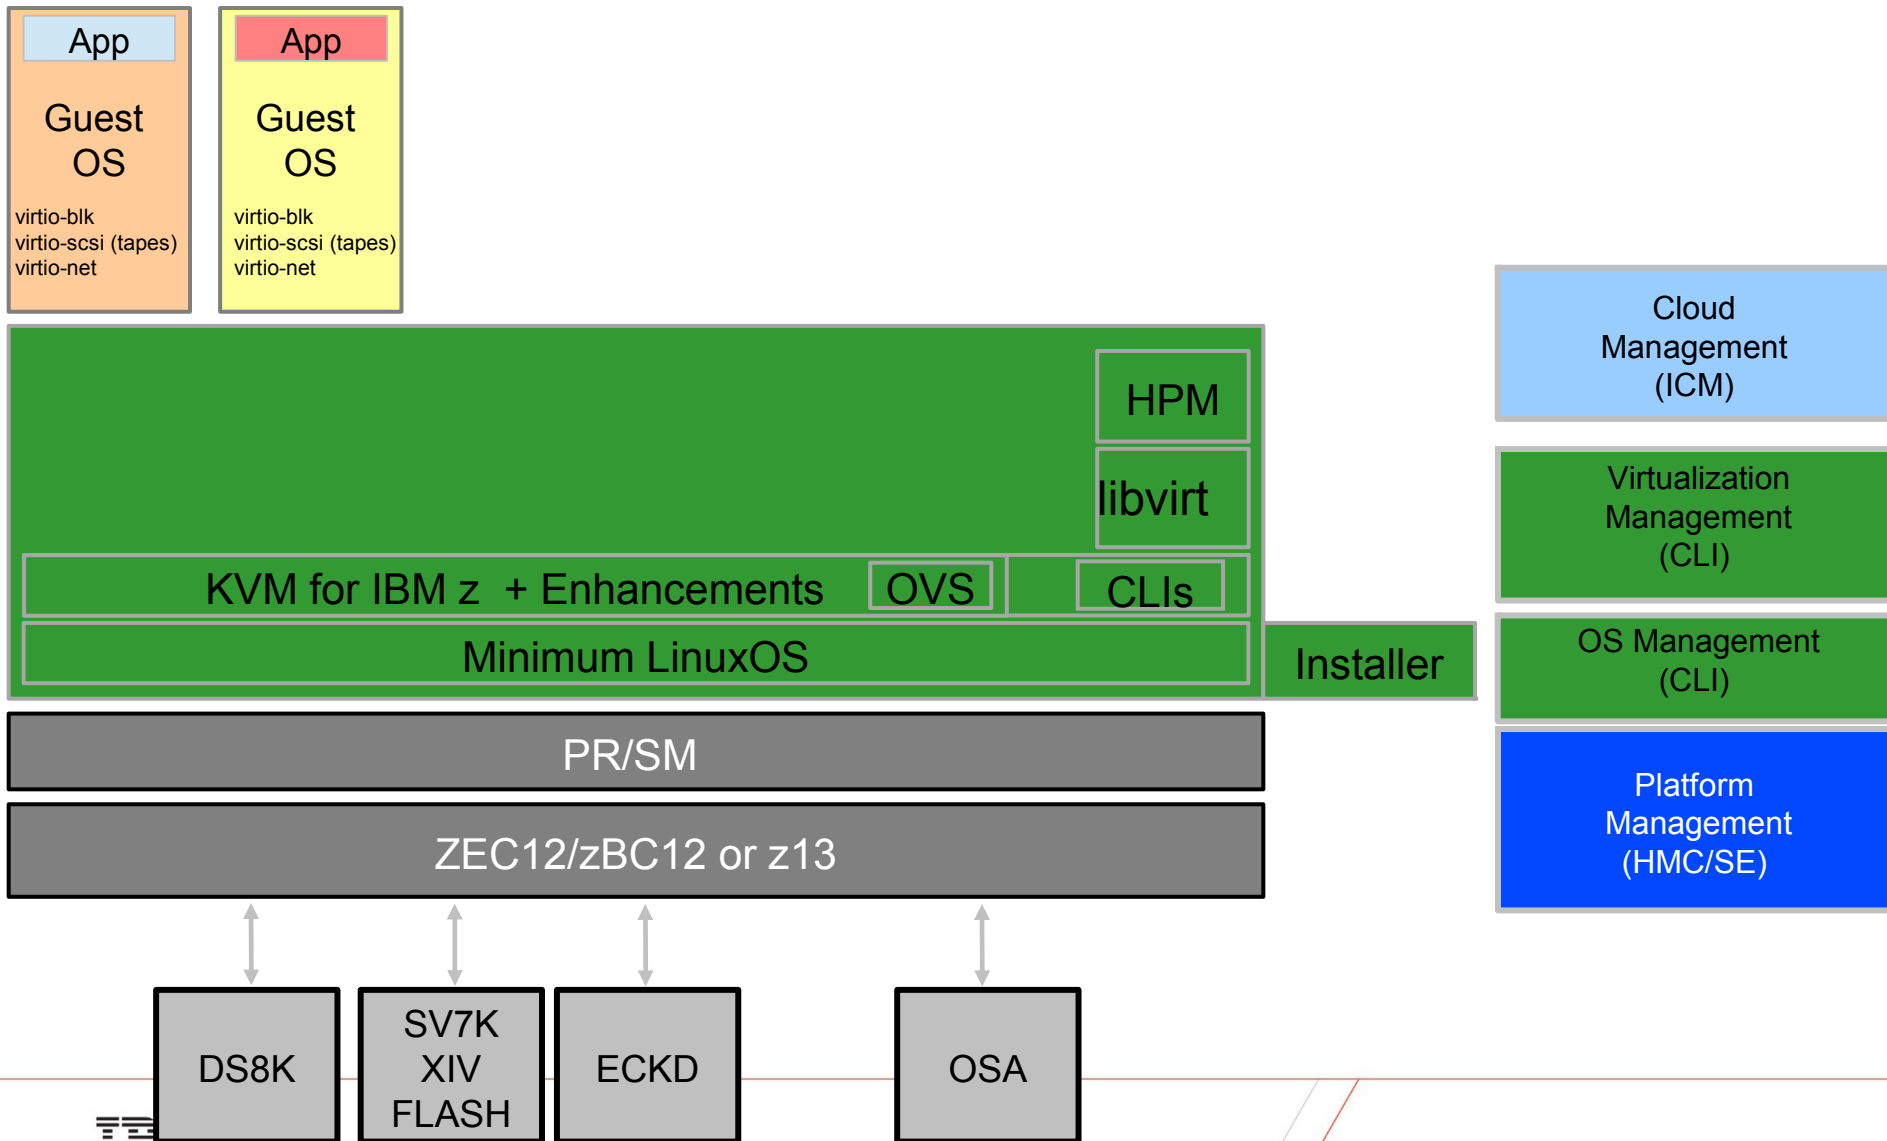 App
Guest
OS
virtio-blk
virtio-scsi (tapes)
virtio-net
App
Guest
OS
virtio-blk
virtio-scsi (tapes)
virtio-net
HPM
libvirt
KVM for IBM z + Enhancements
OVS
CLIs
Minimum LinuxOS
Installer
PR/SM
ZEC12/zBC12 or z13
Cloud
Management
(ICM)
Virtualization
Management
(CLI)
OS Management
(CLI)
Platform
Management
(HMC/SE)
DS8K
SV7K
XIV
FLASH
ECKD
OSA